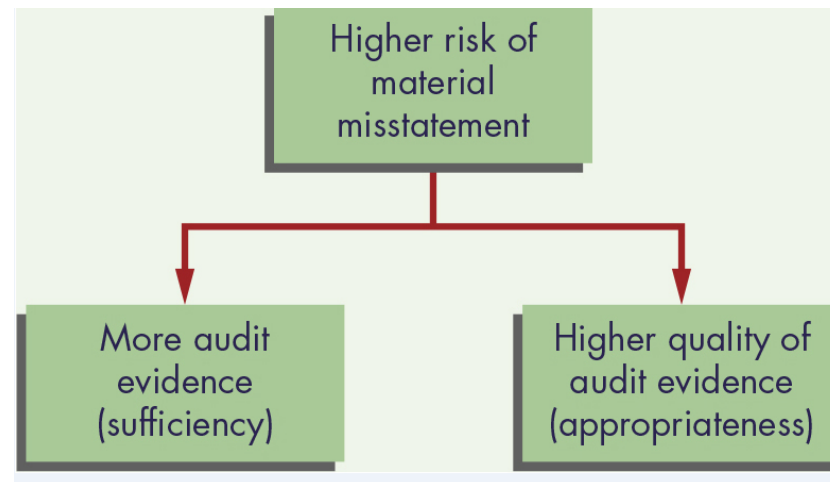 Higher risk of
material
misstatement
More audit
evidence
(sufficiency)
Higher quality of
audit evidence
(appropriateness)